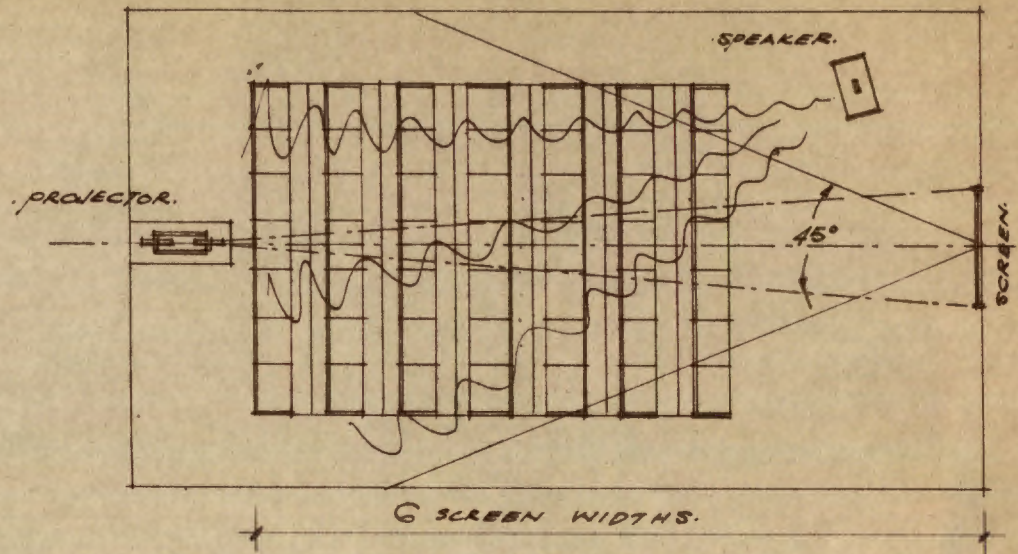 SPEAKER.
PROJECTOR.
45°
SCREEN.
6 SCREEN WIDTHS.